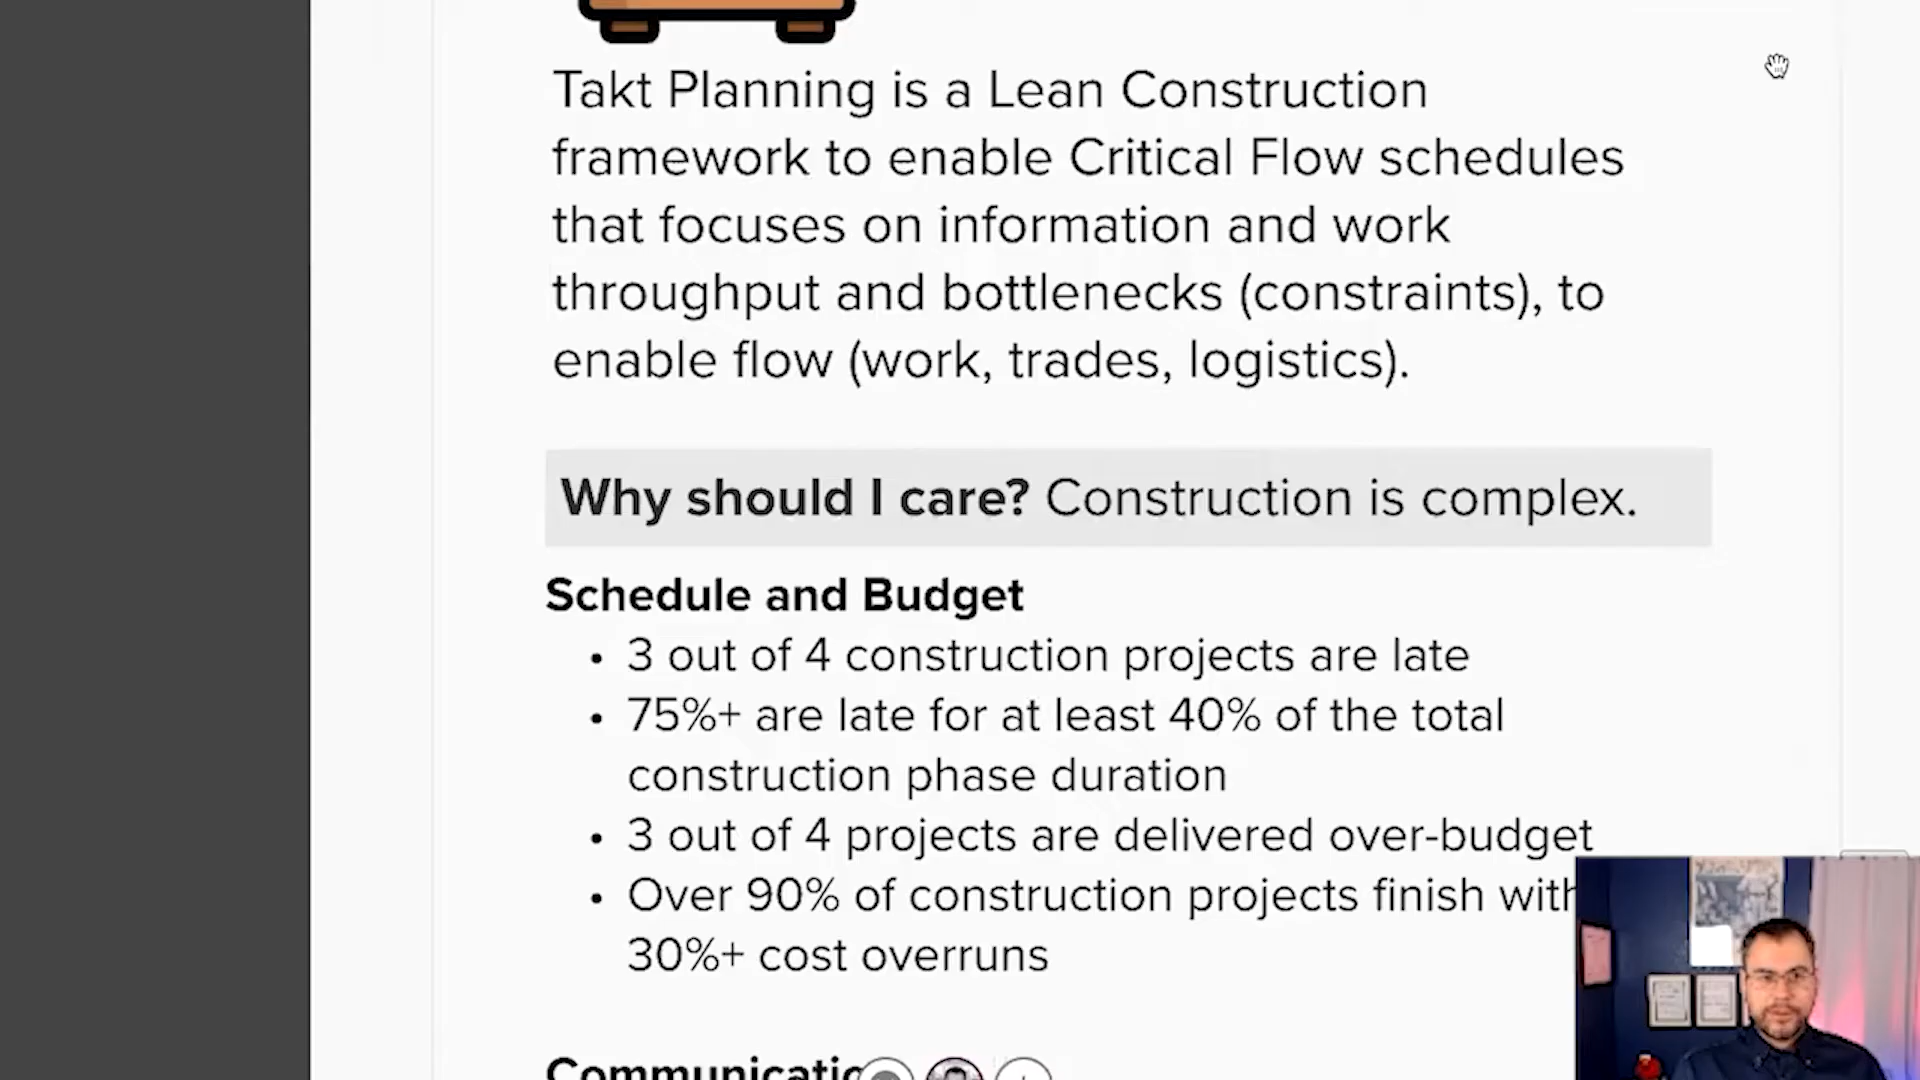 Takt Planning is a Lean Construction
framework to enable Critical Flow schedules
that focuses on information and work
throughput and bottlenecks (constraints), to
enable flow (work, trades, logistics).
Why should I care? Construction is complex.
Schedule and Budget
• 3 out of 4 construction projects are late
• 75%+ are late for at least 40% of the total
construction phase duration
• 3 out of 4 projects are delivered over-budget
• Over 90% of construction projects finish with
30%+ cost overruns